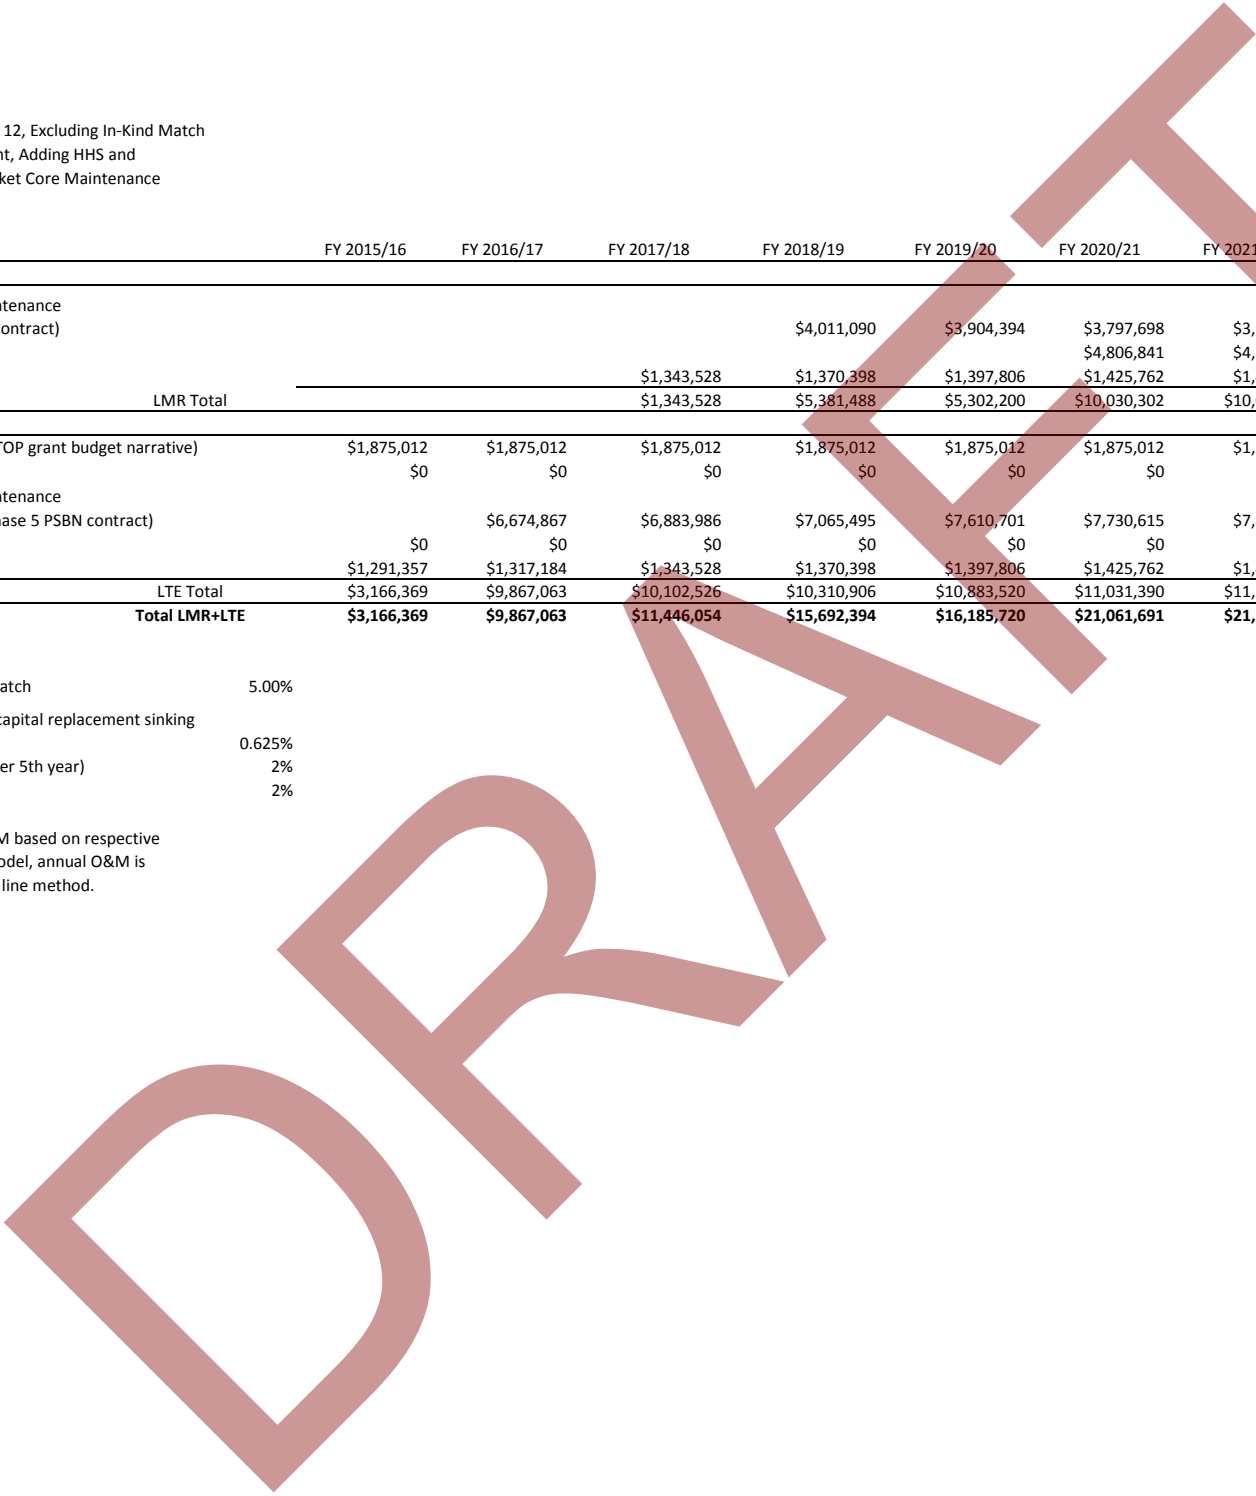 12, Excluding In-Kind Match
nt, Adding HHS and
ket Core Maintenance
FY 2015/16 FY 2016/17 FY 2017/18 FY 2018/19 FY 2019/20 FY 2020/21 FY 2021
ntenance
Contract) $4,011,090 $3,904,394 $3,797,698 $3,
$4,806,841 $4,
$1,343,528 $1,370,398 $1,397,806 $1,425,762 $1,
LMR Total $1,343,528 $5,381,488 $5,302,200 $10,030,302 $10,
TOP grant budget narrative) $1,875,012 $1,875,012 $1,875,012 $1,875,012 $1,875,012 $1,875,012 $1,
$0 $0 $0 $0 $0 $0
ntenance
hase 5 PSBN contract) $6,674,867 $6,883,986 $7,065,495 $7,610,701 $7,730,615 $7,
$0 $0 $0 $0 $0 $0
$1,291,357 $1,317,184 $1,343,528 $1,370,398 $1,397,806 $1,425,762 $1,
LTE Total $3,166,369 $9,867,063 $10,102,526 $10,310,906 $10,883,520 $11,031,390 $11,
Total LMR+LTE $3,166,369 $9,867,063 $11,446,054 $15,692,394 $16,185,720 $21,061,691 $21,
atch 5.00%
capital replacement sinking
0.625%
er 5th year) 2%
2%
M based on respective
odel, annual O&M is
line method.
DRAFT